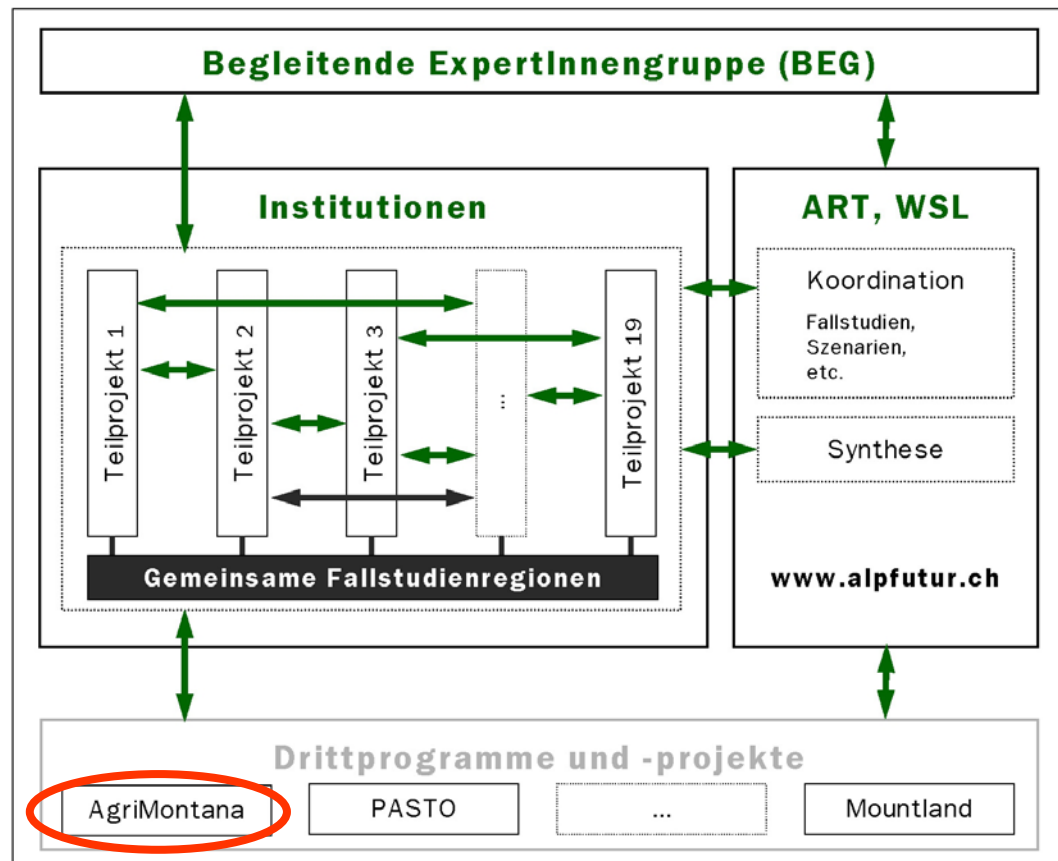 Begleitende ExpertInnengruppe (BEG)
Institutionen
Teilprojekt 1
Teilprojekt 2
Teilprojekt 3
...
Teilprojekt 19
Gemeinsame Fallstudienregionen
ART, WSL
Koordination
Fallstudien,
Szenarien,
etc.
Synthese
www.alpfutur.ch
Drittprogramme und -projekte
AgriMontana
PASTO
...
Mountland